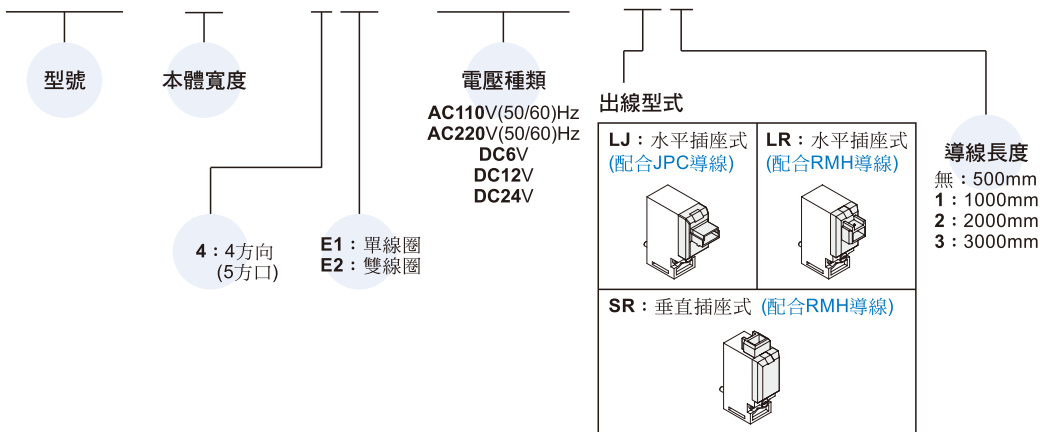 型號
本體寬度
4：4方向
(5方口)
E1：單線圈
E2：雙線圈
電壓種類
AC110V(50/60)Hz
AC220V(50/60)Hz
DC6V
DC12V
DC24V
出線型式
LJ：水平插座式
(配合JPC導線)
LR：水平插座式
(配合RMH導線)
SR：垂直插座式 (配合RMH導線)
導線長度
無：500mm
1：1000mm
2：2000mm
3：3000mm